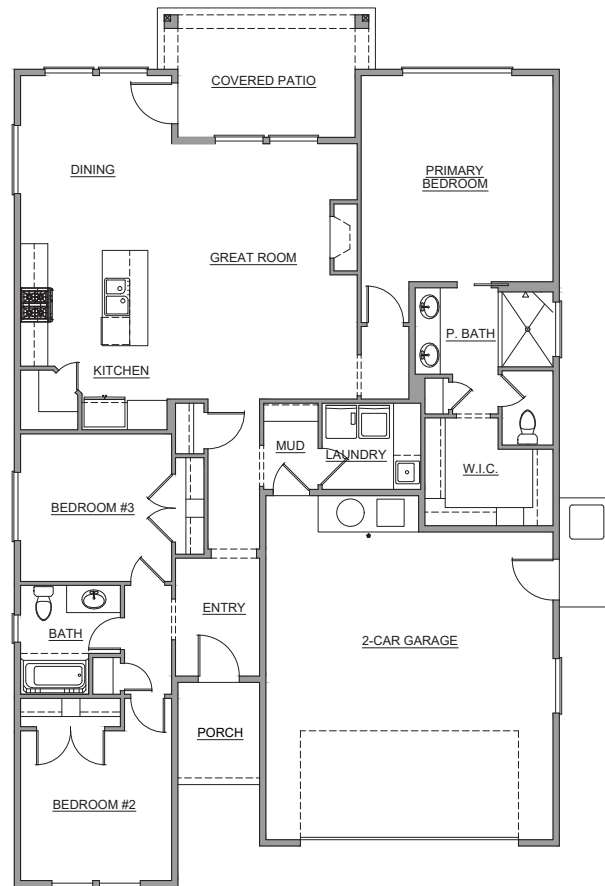 COVERED PATIO
DINING
PRIMARY
BEDROOM
GREAT ROOM
P. BATH
KITCHEN
MUD
LAUNDRY
W.I.C.
BEDROOM #3
ENTRY
BATH
2-CAR GARAGE
PORCH
BEDROOM #2